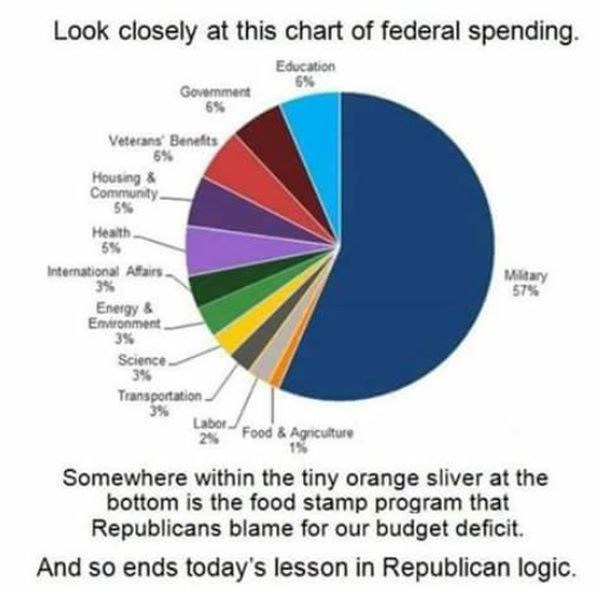 Look closely at this chart of federal spending.
Education
6%
Government
6%
Veterans' Benefits
6%
Housing &
Community
5%
Health
5%
International Affairs
3%
Energy &
Environment
3%
Science
3%
Transportation
3%
Labor
2%
Food & Agriculture
1%
Military
57%
Somewhere within the tiny orange sliver at the
bottom is the food stamp program that
Republicans blame for our budget deficit.
And so ends today's lesson in Republican logic.